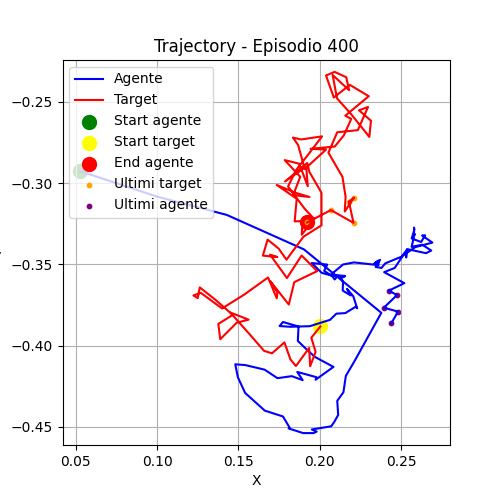 Trajectory - Episodio 400
Agente
Target
Start agente
Start target
End agente
Ultimi target
Ultimi agente
−0.25
−0.30
−0.35
−0.40
−0.45
0.05 0.10 0.15 0.20 0.25
X